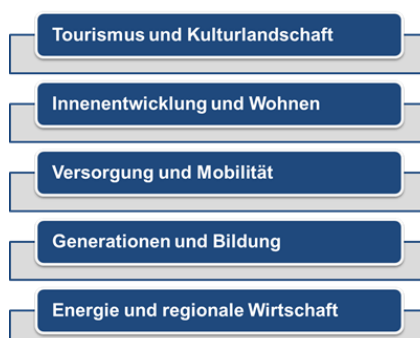 Tourismus und Kulturlandschaft
Innenentwicklung und Wohnen
Versorgung und Mobilität
Generationen und Bildung
Energie und regionale Wirtschaft